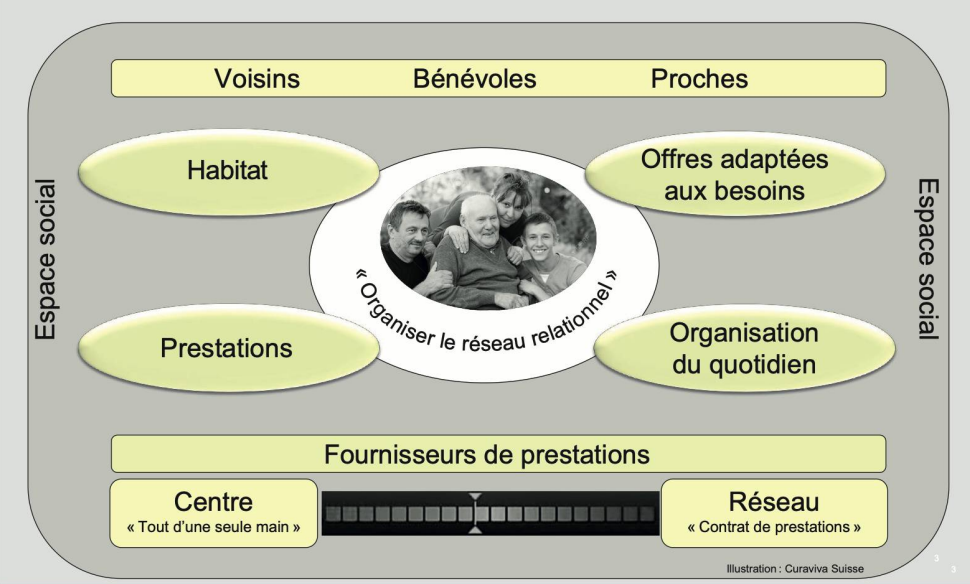 Voisins Bénévoles Proches
Espace social
Habitat
Offres adaptées
aux besoins
Espace social
« Organiser le réseau relationnel »
Prestations
Organisation
du quotidien
Fournisseurs de prestations
Centre
« Tout d'une seule main »
Réseau
« Contrat de prestations »
Illustration : Curaviva Suisse
3
3